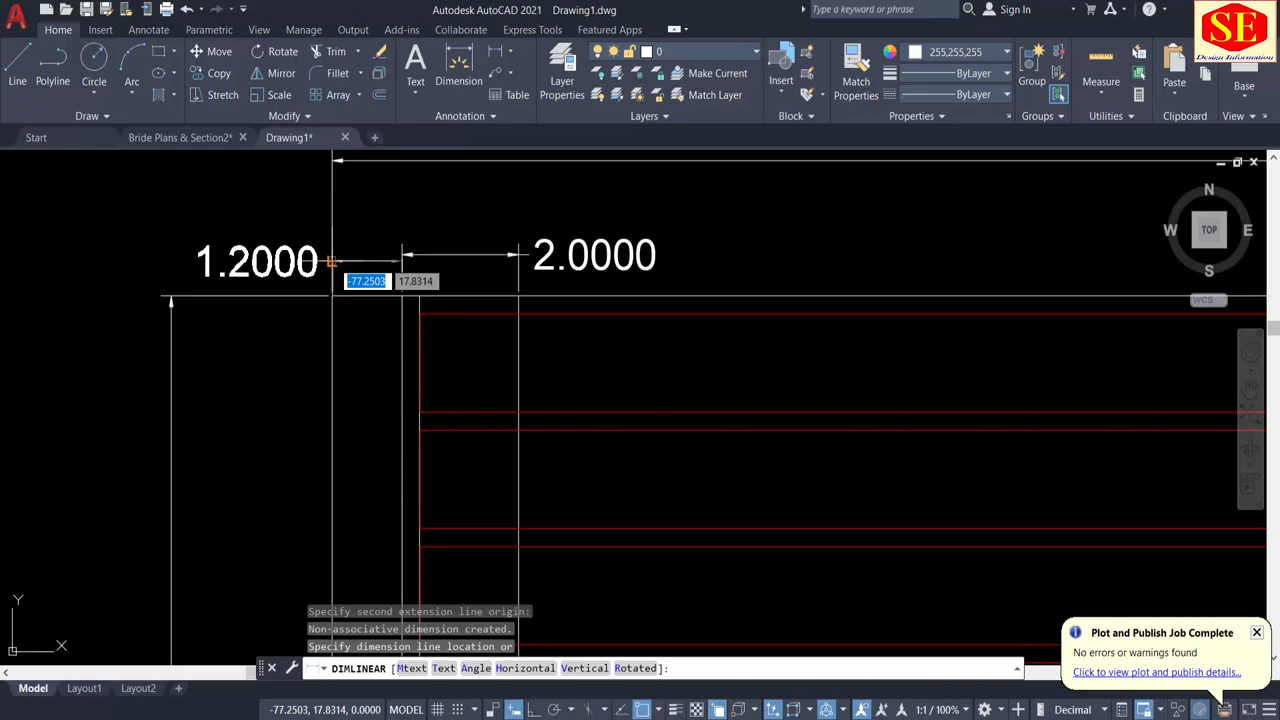 Autodesk AutoCAD 2021 Drawing1.dwg
Type a keyword or phrase
Sign In
SE
Design Information
Home Insert Annotate Parametric View Manage Output Add-ins Collaborate Express Tools Featured Apps
Line Polyline Circle Arc
Move Rotate Trim
Copy Mirror Fillet
Stretch Scale Array
Text Dimension Table
Layer Properties
0
Make Current
Match Layer
Insert
Match Properties
255,255,255
ByLayer
ByLayer
Group
Measure
Paste
Base
Draw Modify Annotation Layers Block Properties Groups Utilities Clipboard View
Start Bride Plans & Section2* Drawing1*
N
W TOP E
S
WCS
1.2000
2.0000
-77.2503 17.8314
Specify second extension line origin:
Non-associative dimension created.
Specify dimension line location or
DIMLINEAR [Mtext Text Angle Horizontal Vertical Rotated]:
Y
X
Plot and Publish Job Complete
No errors or warnings found
Click to view plot and publish details...
Model Layout1 Layout2
-77.2503, 17.8314, 0.0000 MODEL
1:1 / 100%
Decimal